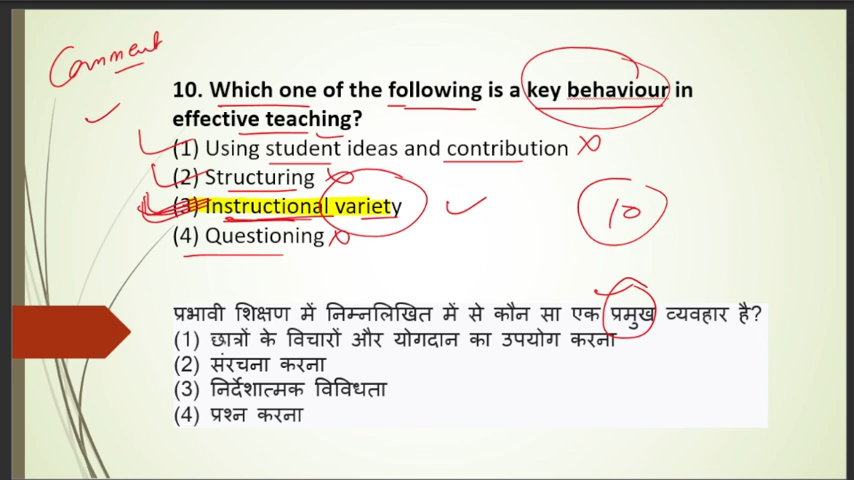 Comment
10. Which one of the following is a key behaviour in
effective teaching?
(1) Using student ideas and contribution
(2) Structuring
(3) Instructional variety
10
(4) Questioning
प्रभावी शिक्षण में निम्नलिखित में से कौन सा एक प्रमुख व्यवहार है?
(1) छात्रों के विचारों और योगदान का उपयोग करना
(2) संरचना करना
(3) निर्देशात्मक विविधता
(4) प्रश्न करना